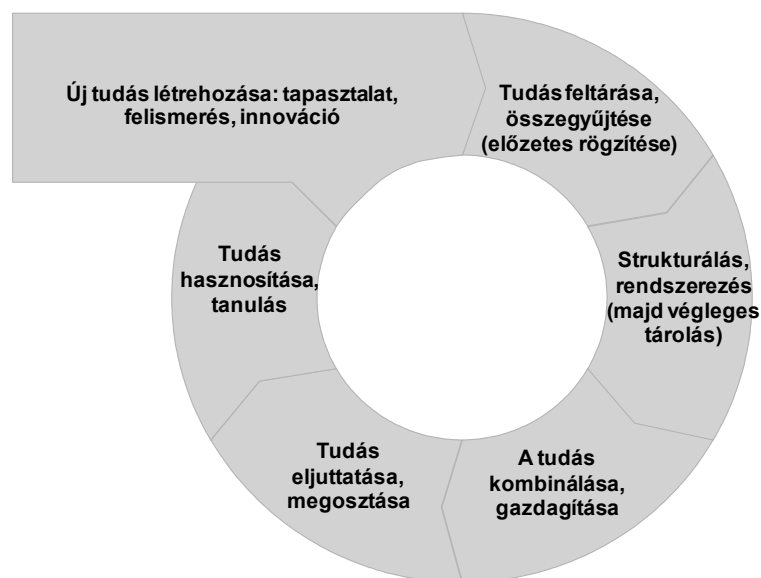 Új tudás létrehozása: tapasztalat,
felismerés, innováció
Tudás feltárása,
összegyűjtése
(előzetes rögzítése)
Strukturálás,
rendszerezés
(majd végleges
tárolás)
A tudás
kombinálása,
gazdagítása
Tudás
eljuttatása,
megosztása
Tudás
hasznosítása,
tanulás